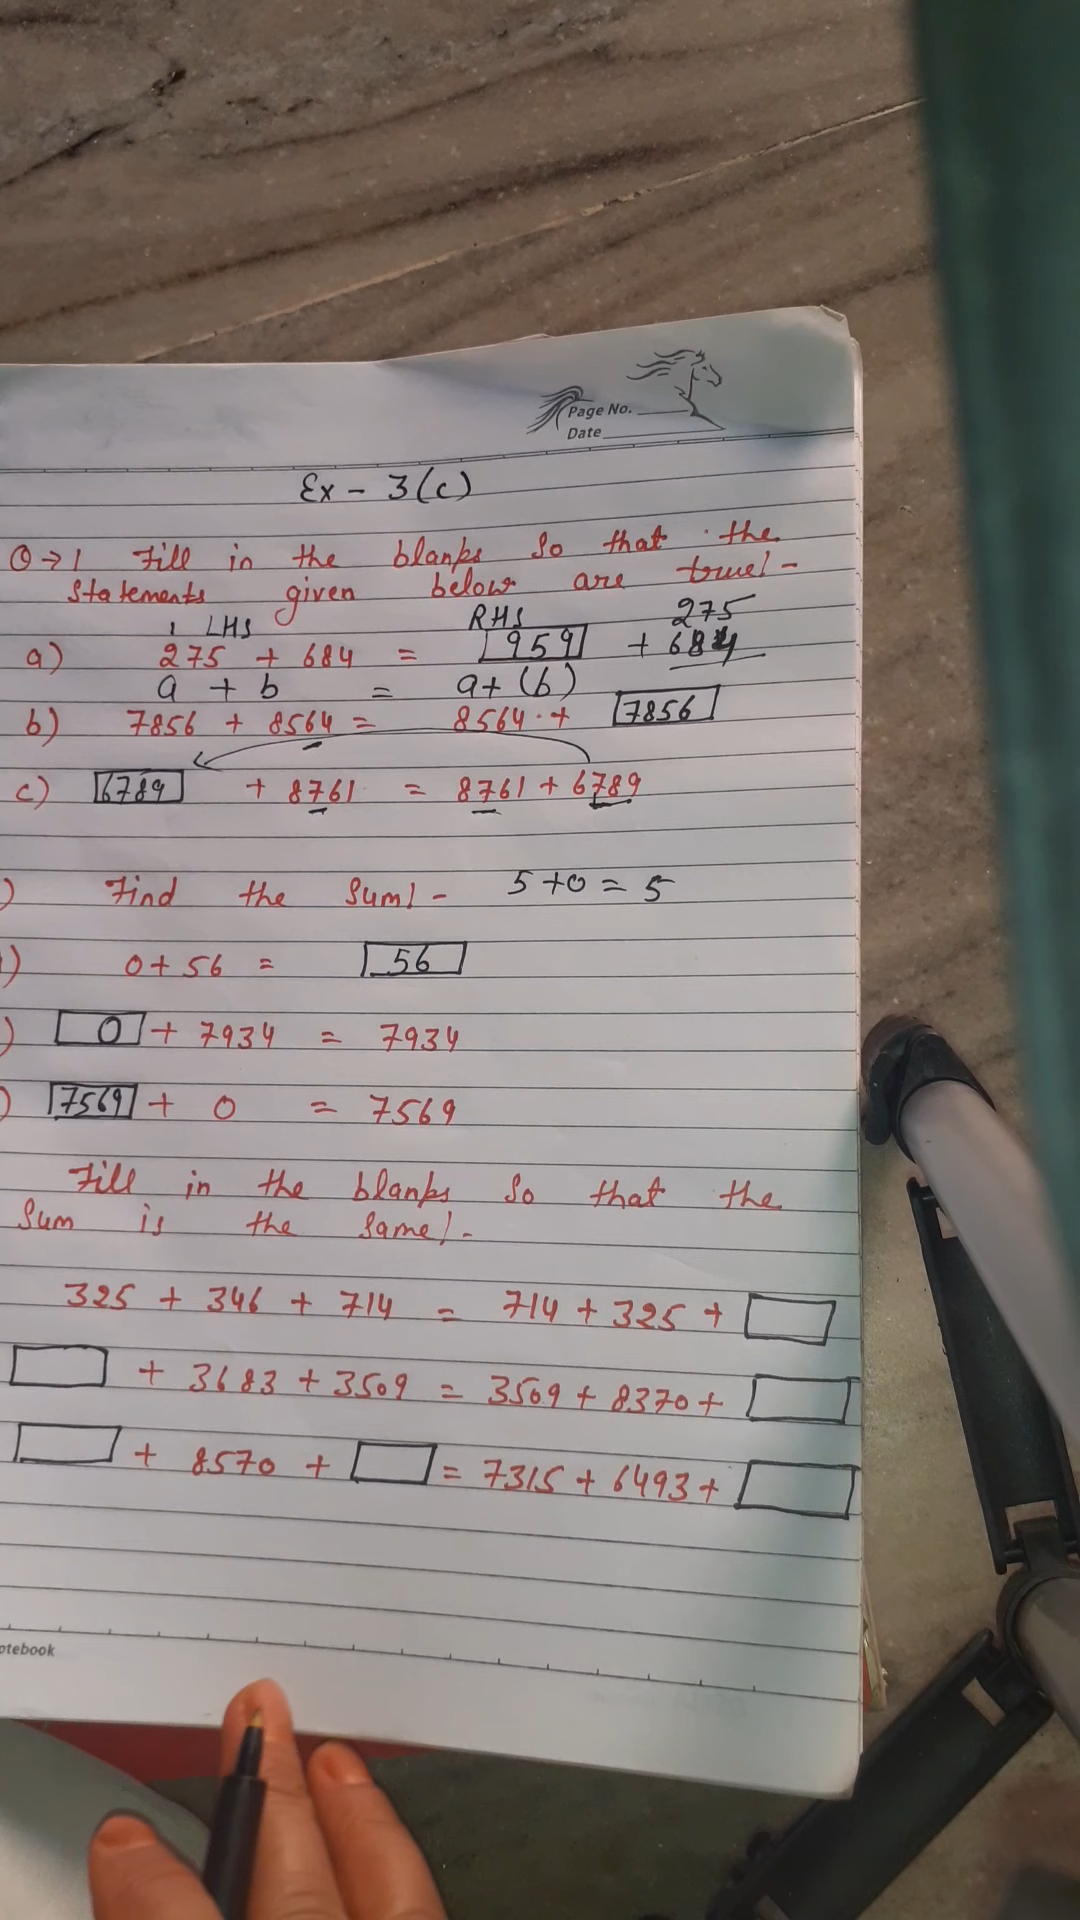 Page No.
Date
Ex - 3(c)
Q→1 Fill in the blanks so that the
statements given below are true!-
LHS RHS 275
a) 275 + 684 = 959 + 684
a + b = a+ (b)
b) 7856 + 8564 = 8564 + 7856
c) 6789 + 8761 = 8761 + 6789
) Find the sum!- 5+0 = 5
) 0+56 = 56
) 0 + 7934 = 7934
) 7569 + 0 = 7569
Fill in the blanks so that the
sum is the same!-
325 + 346 + 714 = 714 + 325 +
+ 3683 + 3509 = 3509 + 8370 +
+ 8570 + = 7315 + 6493 +
otebook